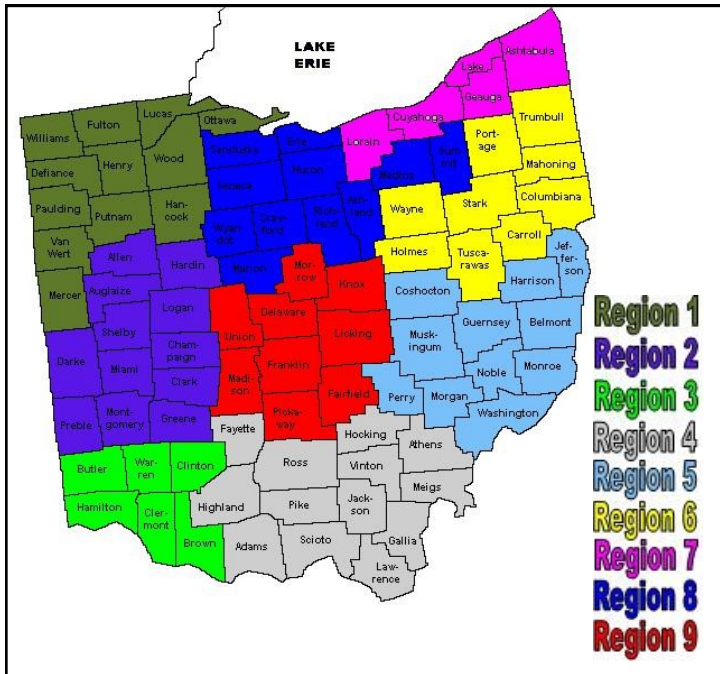 LAKE
ERIE
Ashtabula
Lake
Geauga
Cuyahoga
Lorain
Trumbull
Port-
age
Mahoning
Columbiana
Lucas
Ottawa
Fulton
Williams
Wood
Henry
Defiance
Sandusky
Erie
Huron
Seneca
Medina
Summit
Paulding
Putnam
Han-
cock
Wyan-
dot
Craw-
ford
Rich-
land
Ash-
land
Wayne
Stark
Carroll
Jef-
fer-
son
Van
Wert
Allen
Hardin
Marion
Mor-
row
Knox
Holmes
Tusca-
rawas
Harrison
Mercer
Auglaize
Logan
Shelby
Union
Delaware
Licking
Coshocton
Guernsey
Belmont
Darke
Miami
Cham-
paign
Clark
Madi-
son
Franklin
Fairfield
Mus-
kingum
Noble
Monroe
Perry
Morgan
Washington
Preble
Mont-
gomery
Greene
Fayette
Picka-
way
Hocking
Athens
Butler
War-
ren
Clinton
Ross
Vinton
Meigs
Hamilton
Cler-
mont
Brown
Highland
Pike
Jack-
son
Gallia
Adams
Scioto
Law-
rence
Region 1
Region 2
Region 3
Region 4
Region 5
Region 6
Region 7
Region 8
Region 9